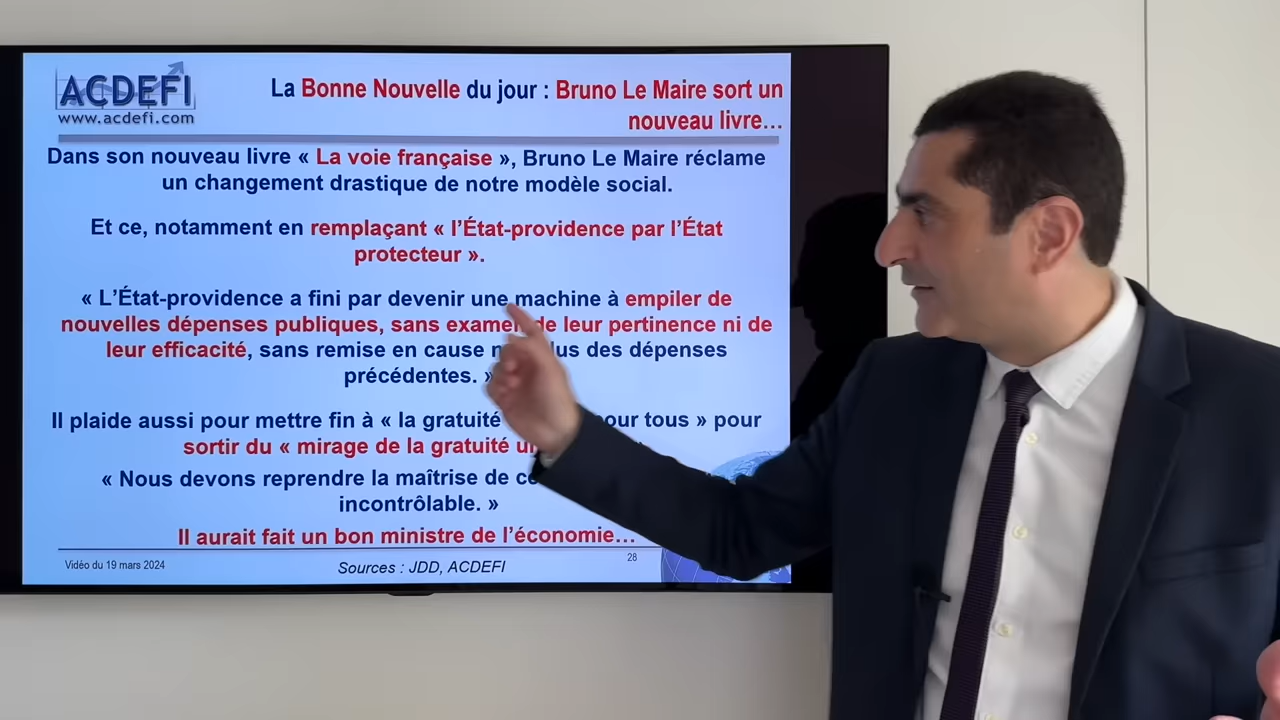 ACDEFI
www.acdefi.com
La Bonne Nouvelle du jour : Bruno Le Maire sort un
nouveau livre…
Dans son nouveau livre « La voie française », Bruno Le Maire réclame
un changement drastique de notre modèle social.
Et ce, notamment en remplaçant « l’État-providence par l’État
protecteur ».
« L’État-providence a fini par devenir une machine à empiler de
nouvelles dépenses publiques, sans examen de leur pertinence ni de
leur efficacité, sans remise en cause des dépenses
précédentes. »
Il plaide aussi pour mettre fin à « la gratuité pour tous » pour
sortir du « mirage de la gratuité
« Nous devons reprendre la maîtrise de
incontrôlable. »
Il aurait fait un bon ministre de l’économie…
Vidéo du 19 mars 2024
Sources : JDD, ACDEFI
28